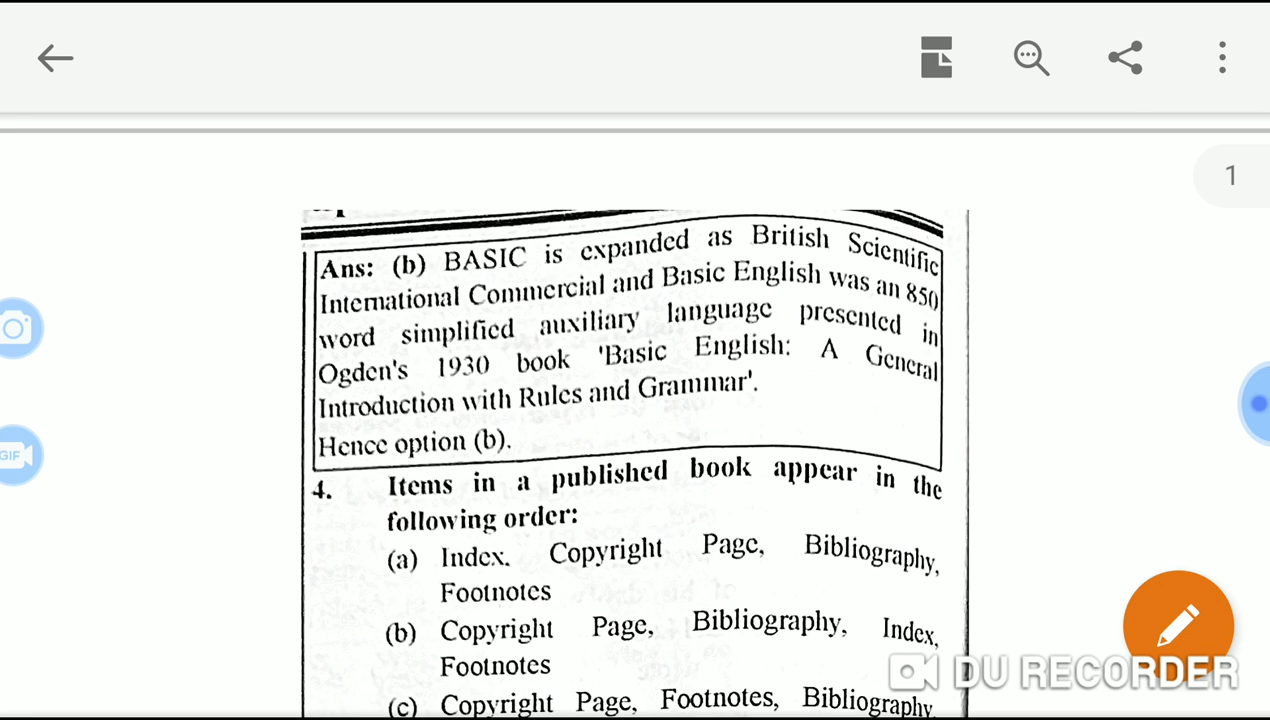 1
Ans: (b) BASIC is expanded as British Scientific
International Commercial and Basic English was an 850
word simplified auxiliary language presented in
Ogden's 1930 book 'Basic English: A General
Introduction with Rules and Grammar'.
Hence option (b).
4. Items in a published book appear in the
following order:
(a) Index, Copyright Page, Bibliography,
Footnotes
(b) Copyright Page, Bibliography, Index,
Footnotes
(c) Copyright Page, Footnotes, Bibliography,
GIF
DU RECORDER